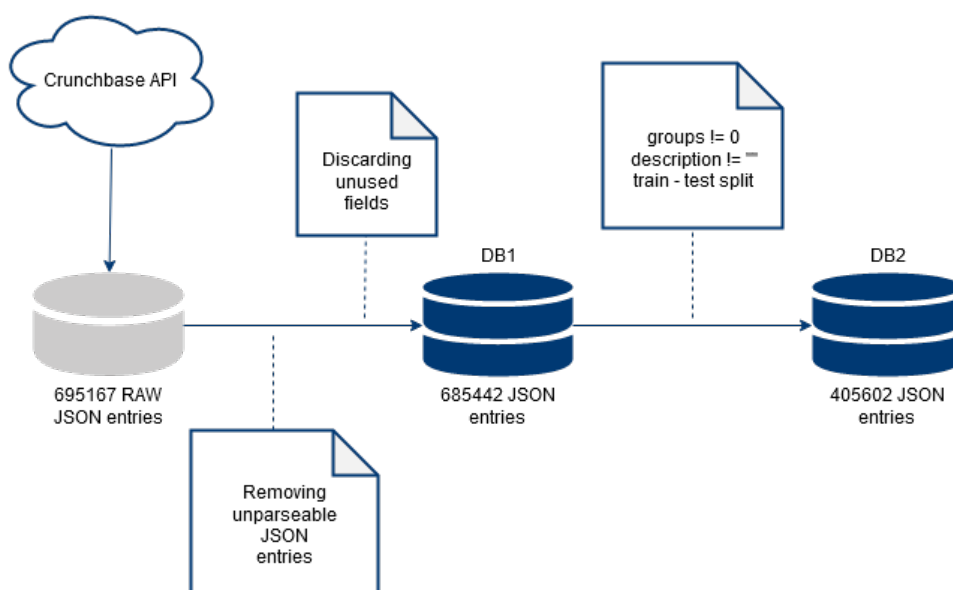 Crunchbase API
Discarding
unused
fields
groups != 0
description != ""
train - test split
DB1
DB2
695167 RAW
JSON entries
685442 JSON
entries
405602 JSON
entries
Removing
unparseable
JSON
entries